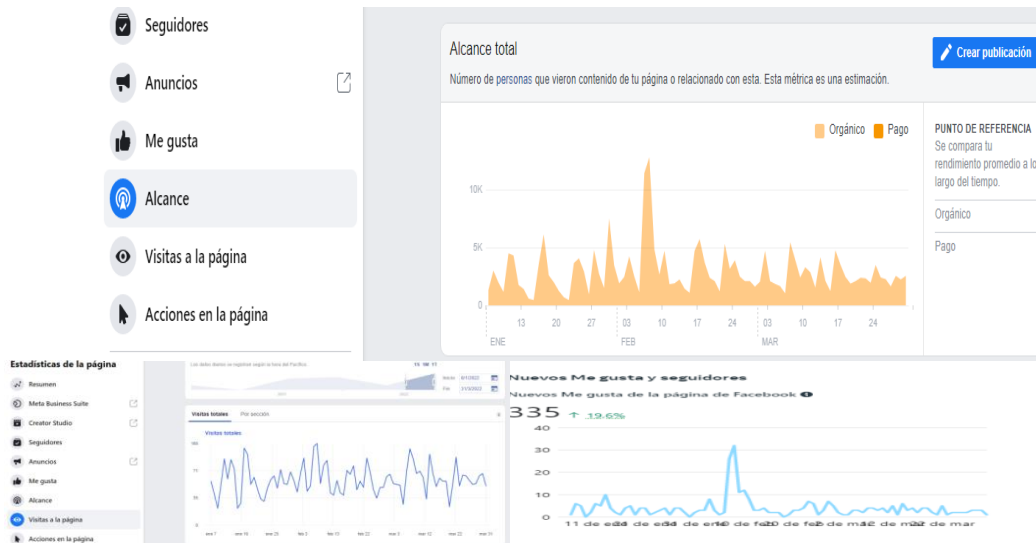 Seguidores
Anuncios
Me gusta
Alcance
Visitas a la página
Acciones en la página
Alcance total
Número de personas que vieron contenido de tu página o relacionado con esta. Esta métrica es una estimación.
Crear publicación
Orgánico Pago
10K
5K
0
13 20 27 03 10 17 24 03 10 17 24
ENE FEB MAR
PUNTO DE REFERENCIA
Se compara tu
rendimiento promedio a lo
largo del tiempo.
Orgánico
Pago
Estadísticas de la página
Resumen
Meta Business Suite
Creator Studio
Seguidores
Anuncios
Me gusta
Alcance
Visitas a la página
Acciones en la página
Visitas totales Por sección
Visitas totales
Nuevos Me gusta y seguidores
Nuevos Me gusta de la página de Facebook
335 ↑ 19.6%
40
30
20
10
0
11 de